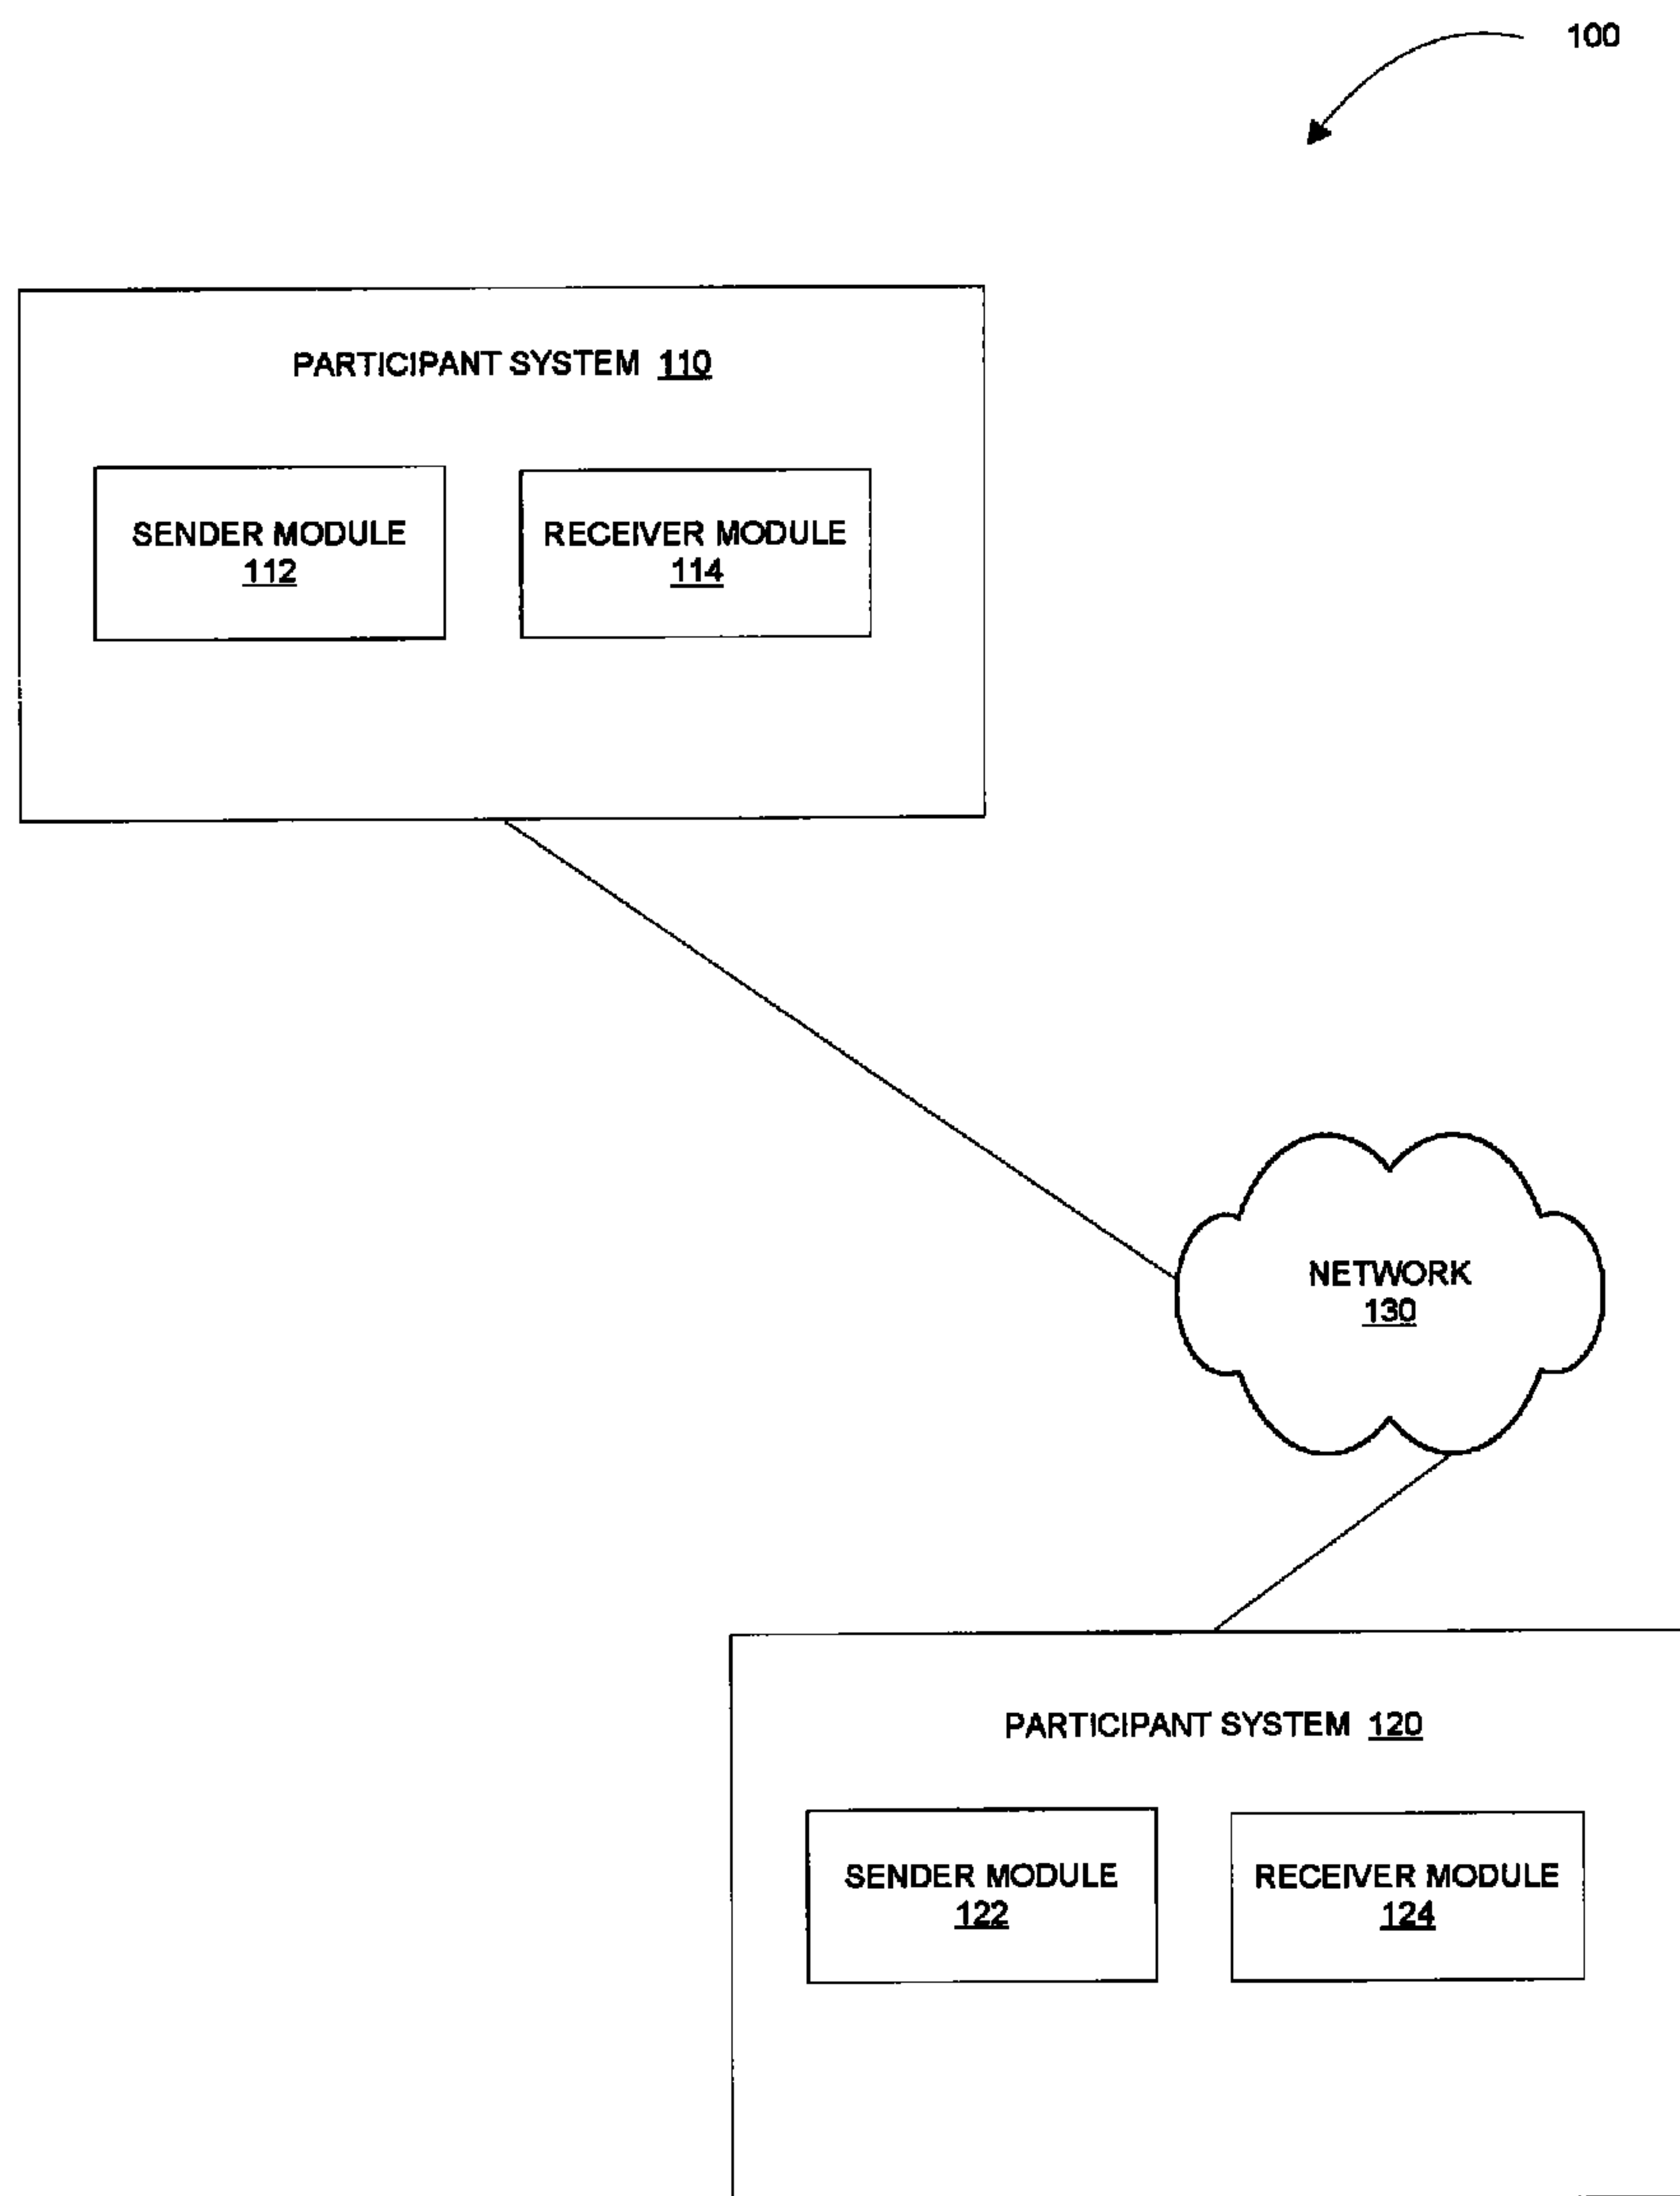 100
PARTICIPANT SYSTEM 110
SENDER MODULE
112
RECEIVER MODULE
114
NETWORK
130
PARTICIPANT SYSTEM 120
SENDER MODULE
122
RECEIVER MODULE
124